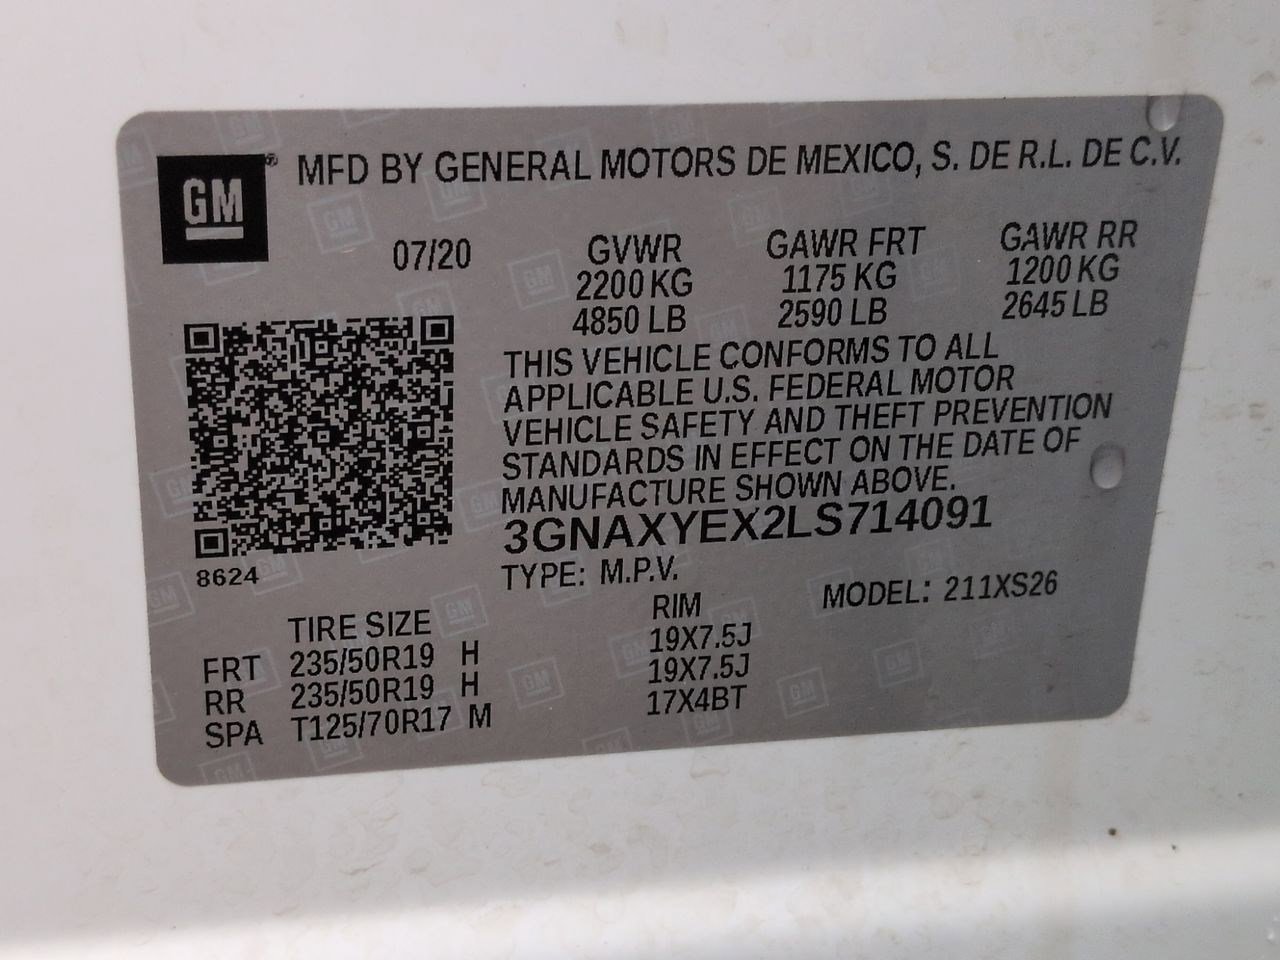 GM ® MFD BY GENERAL MOTORS DE MEXICO, S. DE R.L. DE C.V.
07/20 GVWR GAWR FRT GAWR RR
2200 KG 1175 KG 1200 KG
4850 LB 2590 LB 2645 LB
THIS VEHICLE CONFORMS TO ALL
APPLICABLE U.S. FEDERAL MOTOR
VEHICLE SAFETY AND THEFT PREVENTION
STANDARDS IN EFFECT ON THE DATE OF
MANUFACTURE SHOWN ABOVE.
3GNAXYEX2LS714091
8624 TYPE: M.P.V. MODEL: 211XS26
TIRE SIZE RIM
FRT 235/50R19 H 19X7.5J
RR 235/50R19 H 19X7.5J
SPA T125/70R17 M 17X4BT